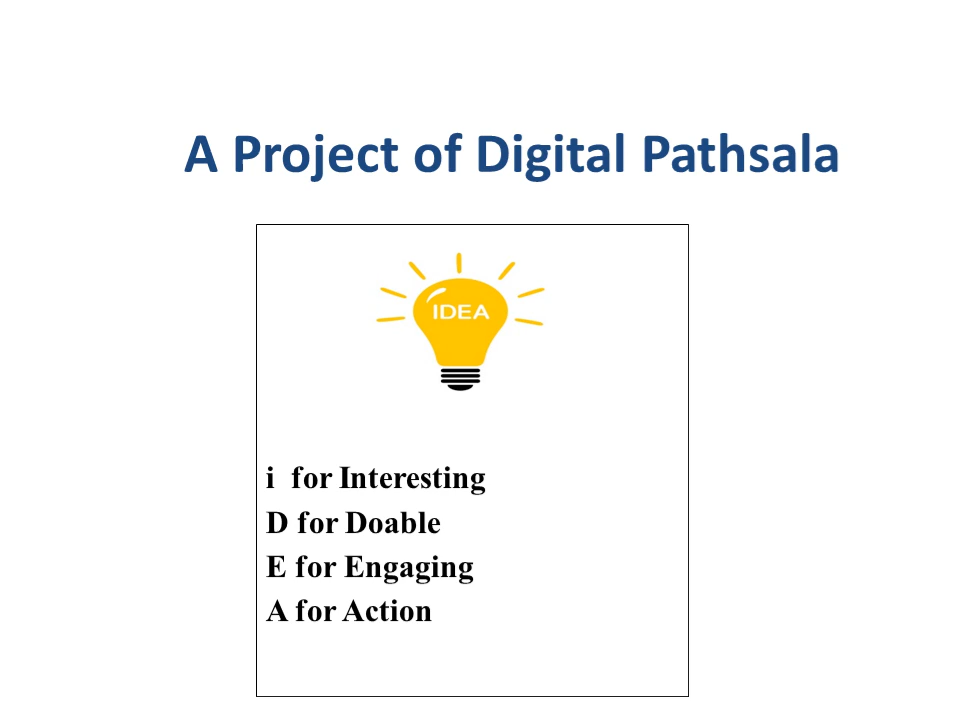 A Project of Digital Pathsala
IDEA
i for Interesting
D for Doable
E for Engaging
A for Action